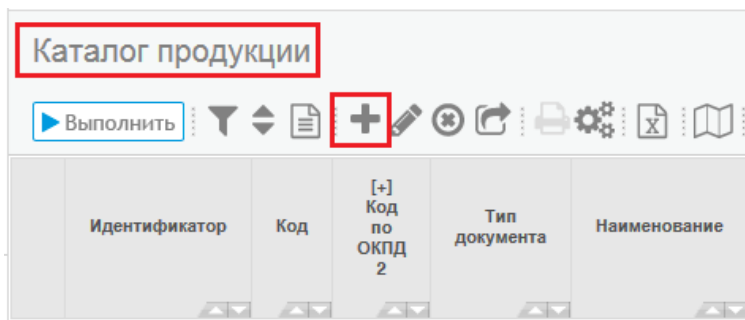 Каталог продукции
Выполнить
X
Идентификатор
Код
[+]
Код
по
ОКПД
2
Тип
документа
Наименование